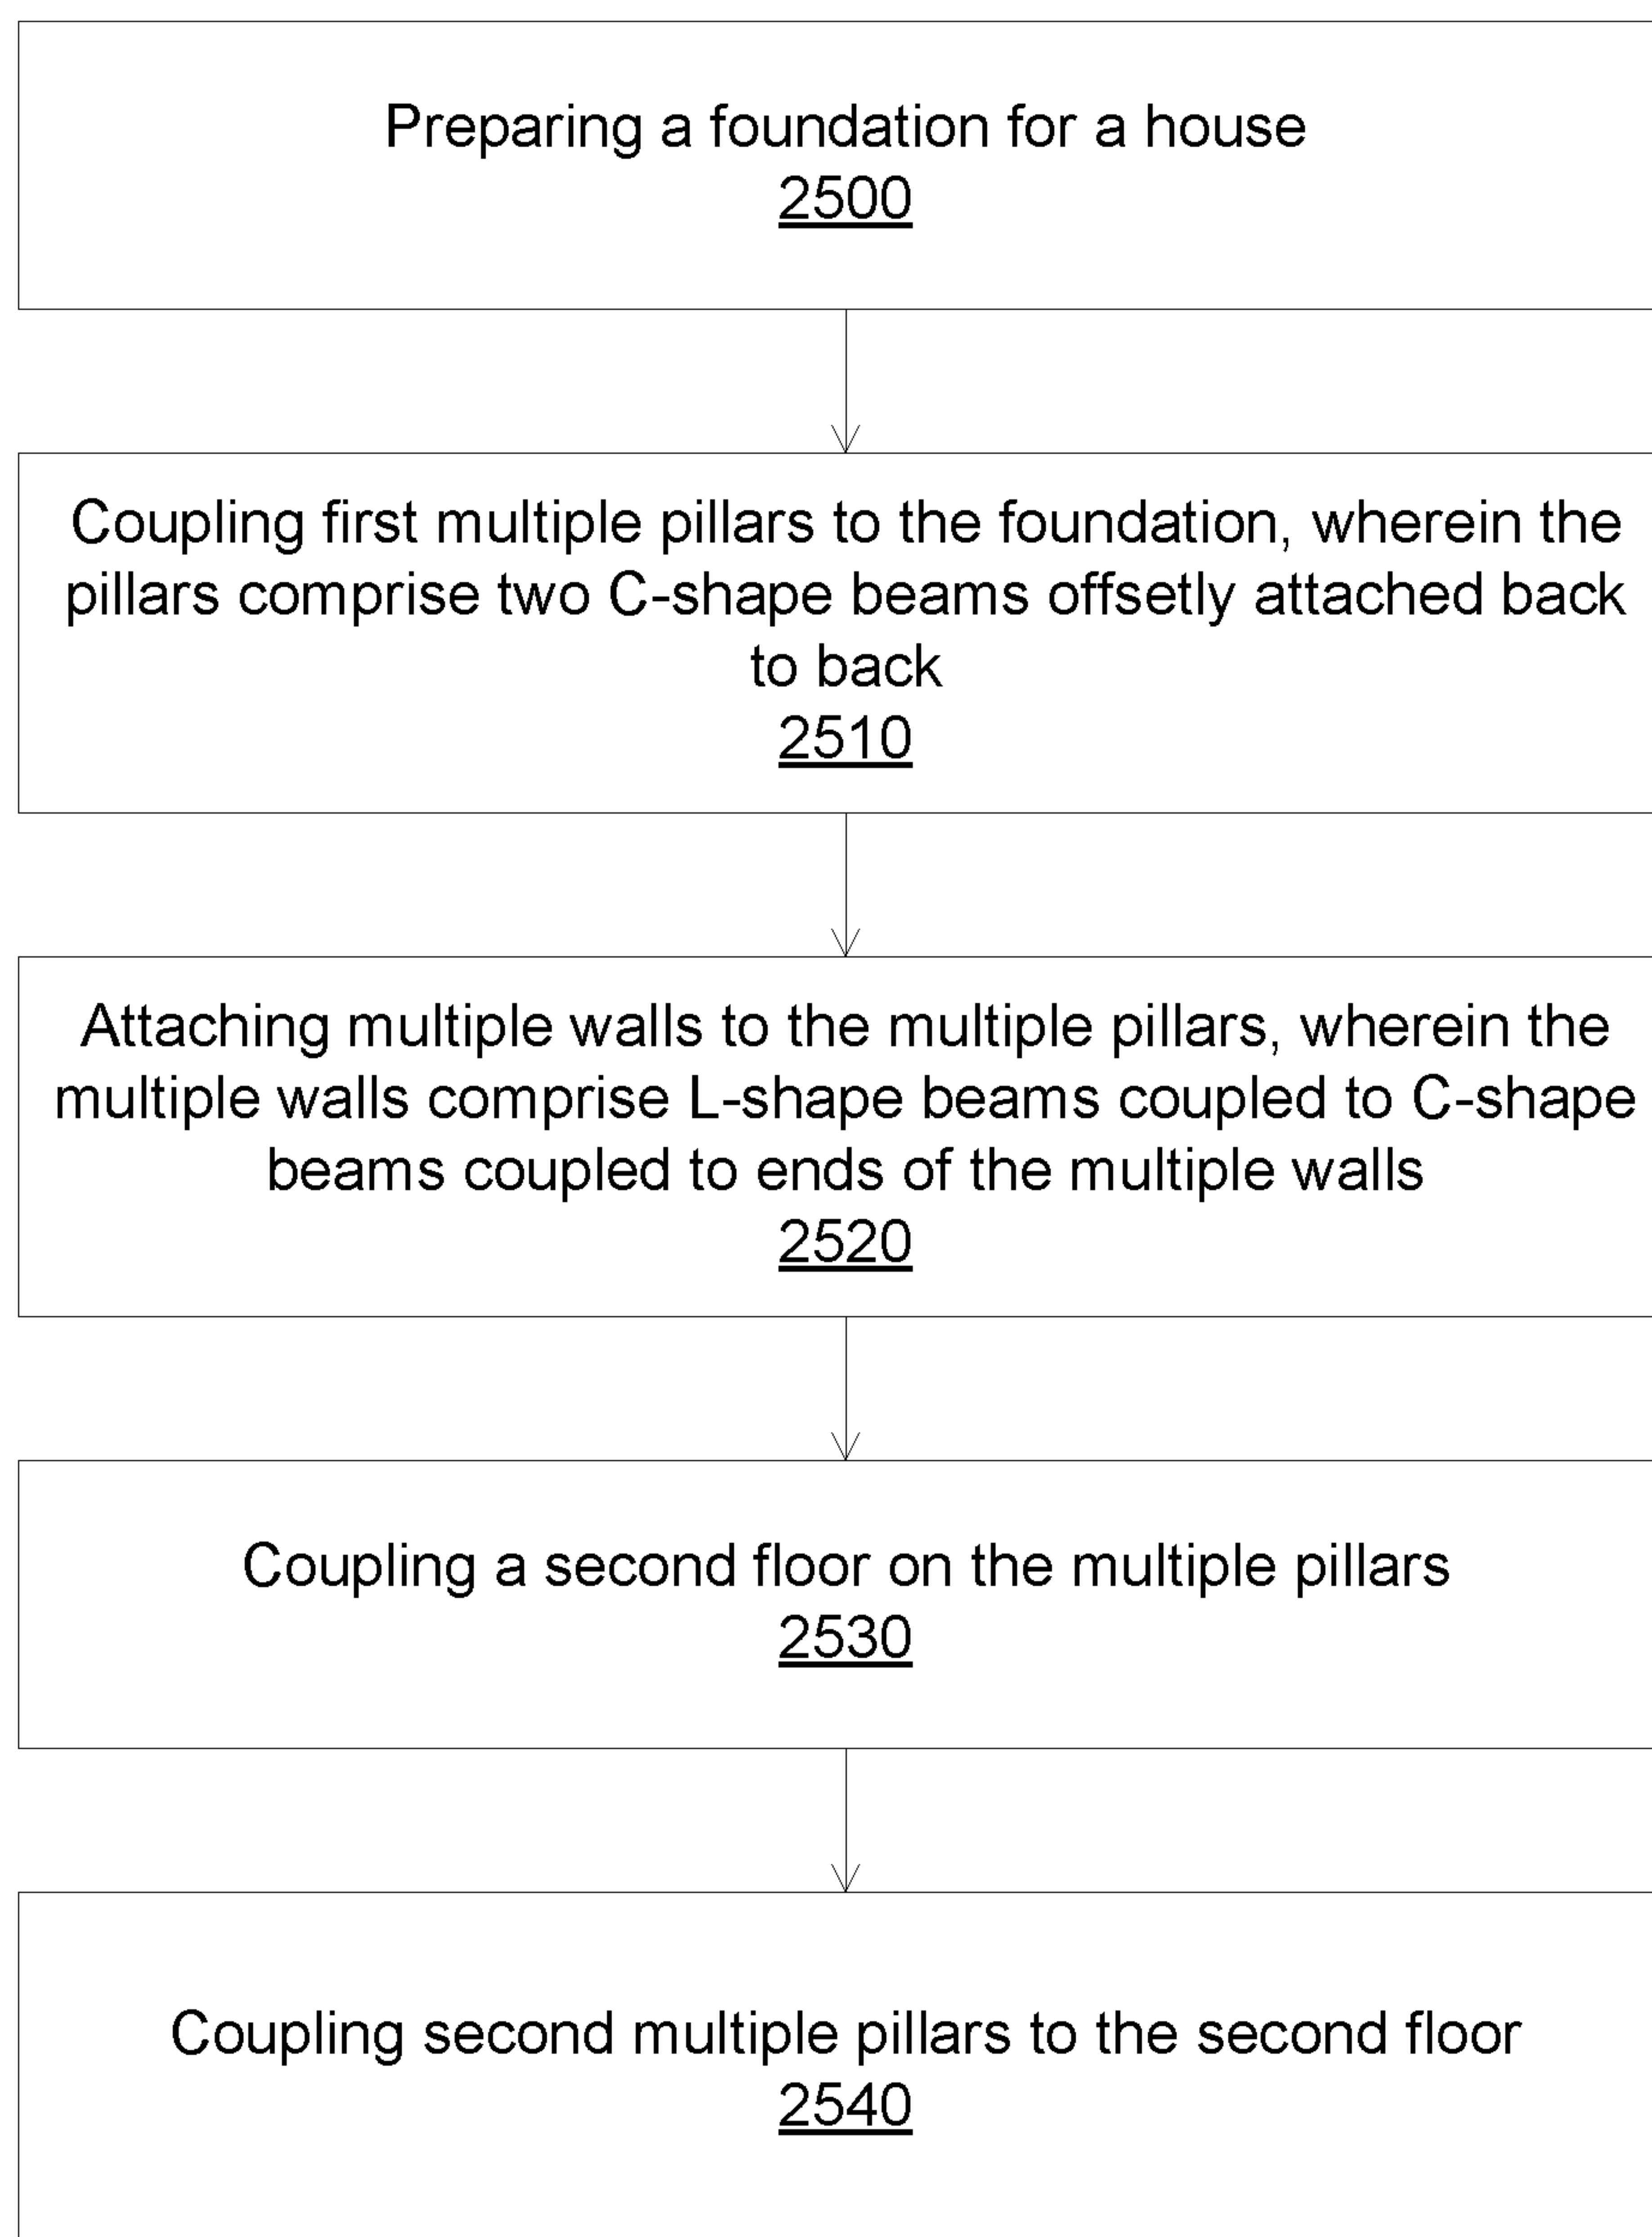 Preparing a foundation for a house
2500
Coupling first multiple pillars to the foundation, wherein the
pillars comprise two C-shape beams offsetly attached back
to back
2510
Attaching multiple walls to the multiple pillars, wherein the
multiple walls comprise L-shape beams coupled to C-shape
beams coupled to ends of the multiple walls
2520
Coupling a second floor on the multiple pillars
2530
Coupling second multiple pillars to the second floor
2540